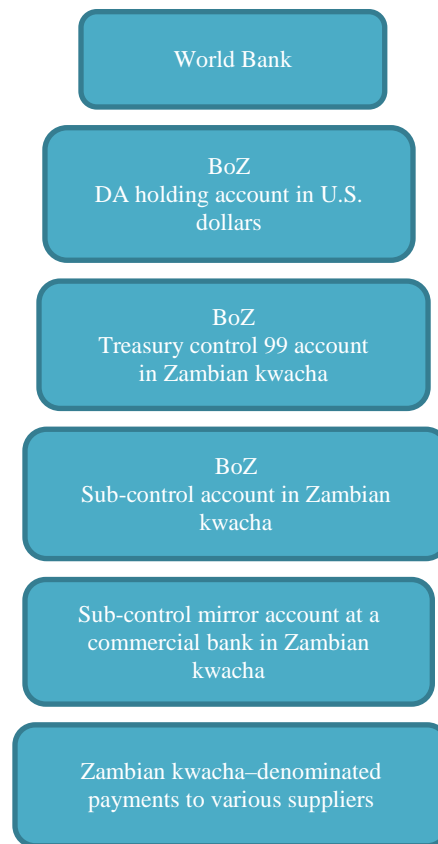 World Bank
BoZ
DA holding account in U.S.
dollars
BoZ
Treasury control 99 account
in Zambian kwacha
BoZ
Sub-control account in Zambian
kwacha
Sub-control mirror account at a
commercial bank in Zambian
kwacha
Zambian kwacha–denominated
payments to various suppliers